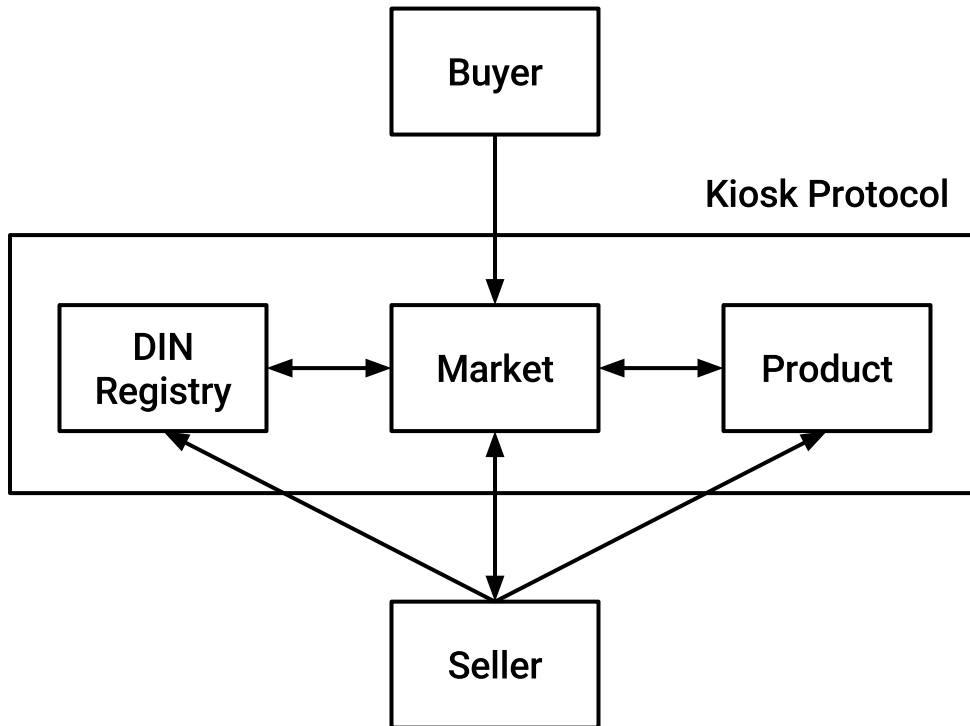 Buyer
Kiosk Protocol
DIN
Registry
Market
Product
Seller